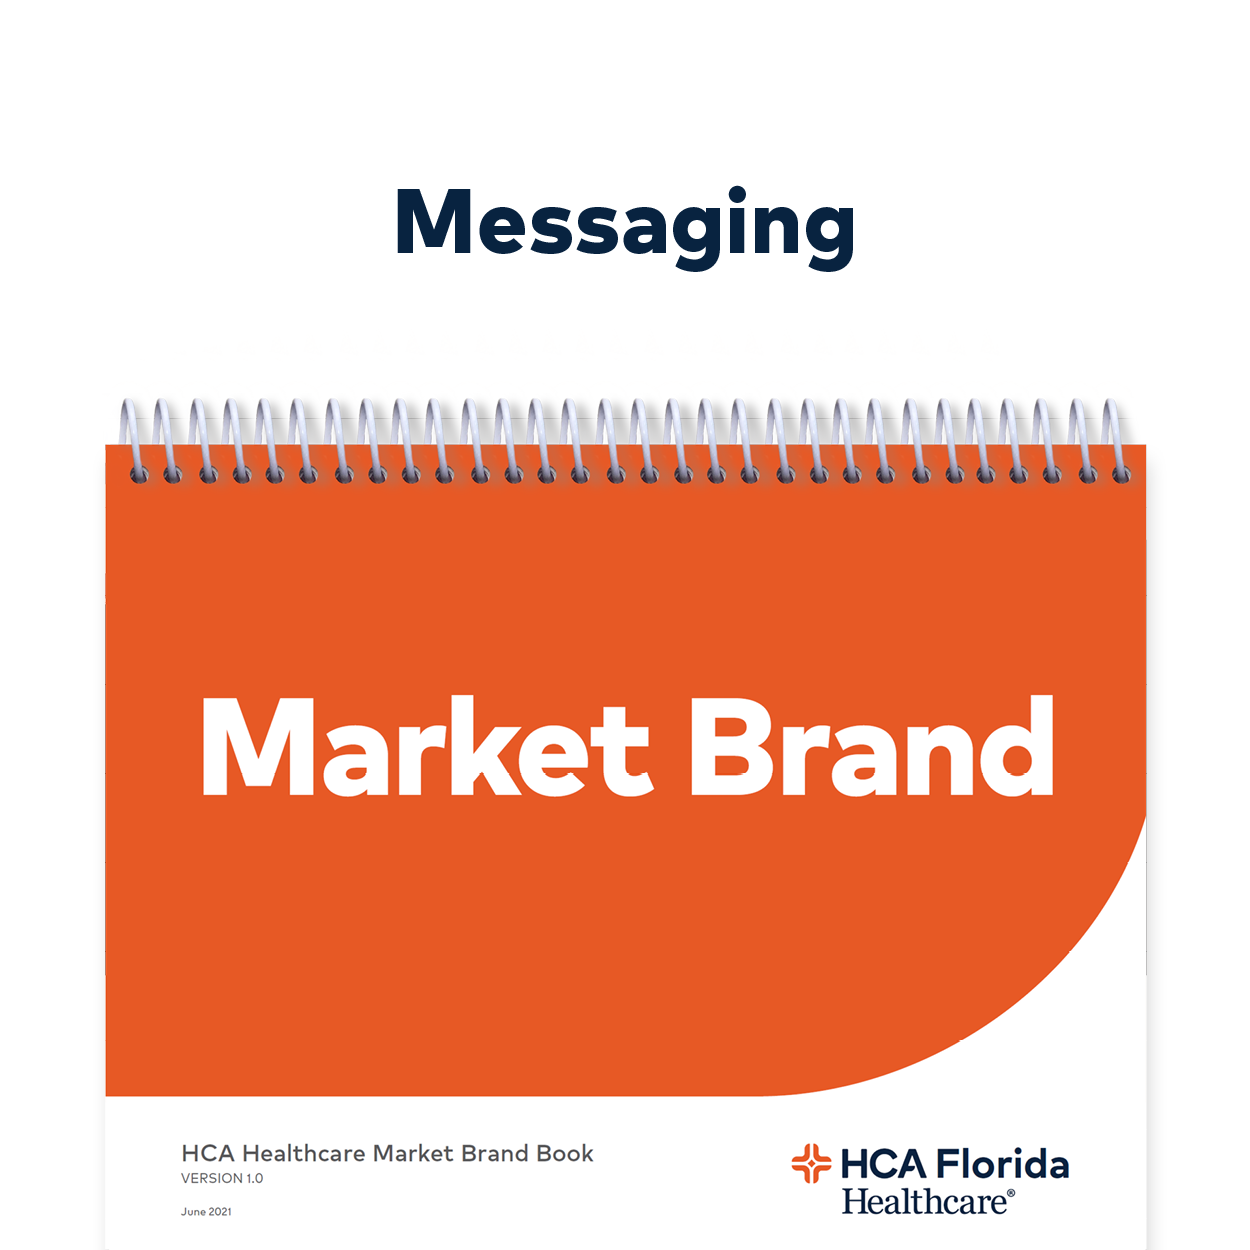 Messaging
Market Brand
HCA Healthcare Market Brand Book
VERSION 1.0
June 2021
HCA Florida
Healthcare®